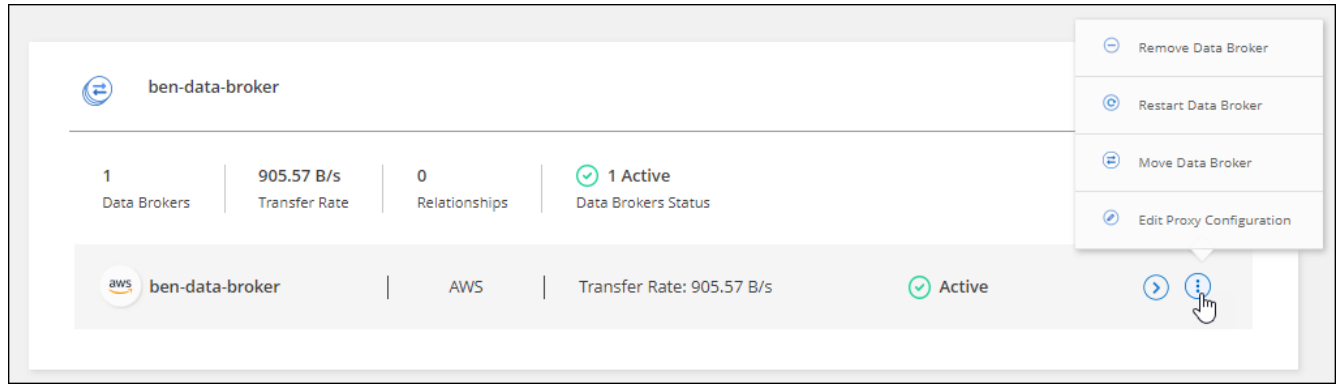 ben-data-broker
1 905.57 B/s 0 1 Active
Data Brokers Transfer Rate Relationships Data Brokers Status
aws ben-data-broker AWS Transfer Rate: 905.57 B/s Active
Remove Data Broker
Restart Data Broker
Move Data Broker
Edit Proxy Configuration